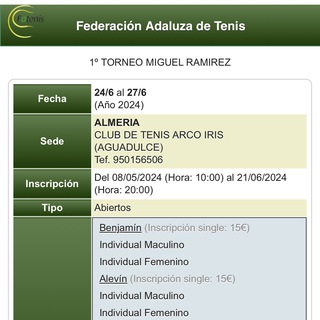 Fatenis
Federación Adaluza de Tenis
1º TORNEO MIGUEL RAMIREZ
Fecha
24/6 al 27/6
(Año 2024)
Sede
ALMERIA
CLUB DE TENIS ARCO IRIS
(AGUADULCE)
Tef. 950156506
Inscripción
Del 08/05/2024 (Hora: 10:00) al 21/06/2024
(Hora: 20:00)
Tipo
Abiertos
Benjamín (Inscripción single: 15€)
Individual Maculino
Individual Femenino
Alevín (Inscripción single: 15€)
Individual Maculino
Individual Femenino